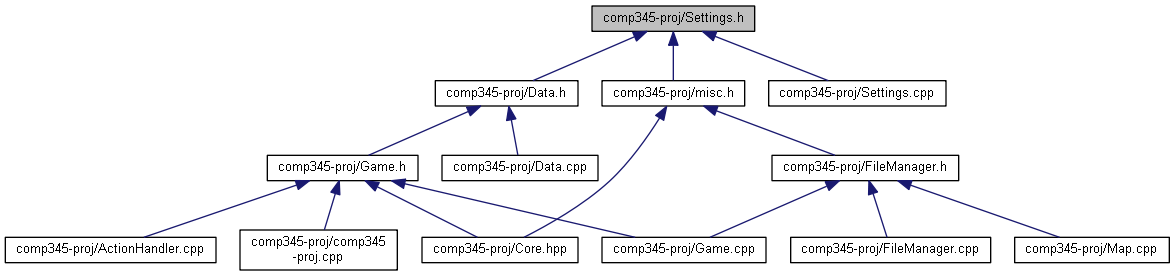 comp345-proj/Settings.h
comp345-proj/Data.h
comp345-proj/misc.h
comp345-proj/Settings.cpp
comp345-proj/Game.h
comp345-proj/Data.cpp
comp345-proj/FileManager.h
comp345-proj/ActionHandler.cpp
comp345-proj/comp345
-proj.cpp
comp345-proj/Core.hpp
comp345-proj/Game.cpp
comp345-proj/FileManager.cpp
comp345-proj/Map.cpp